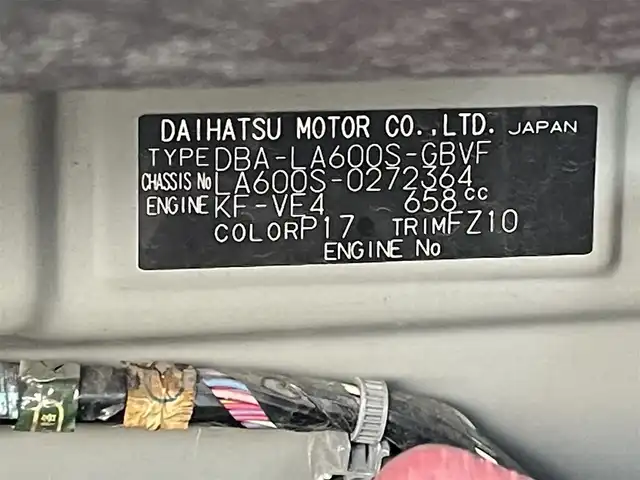 DAIHATSU MOTOR CO.,LTD. JAPAN
TYPE DBA-LA600S-GBVF
CHASSIS No LA600S-0272364
ENGINE KF-VE4 658cc
COLOR P17 TRIM FZ10
ENGINE No